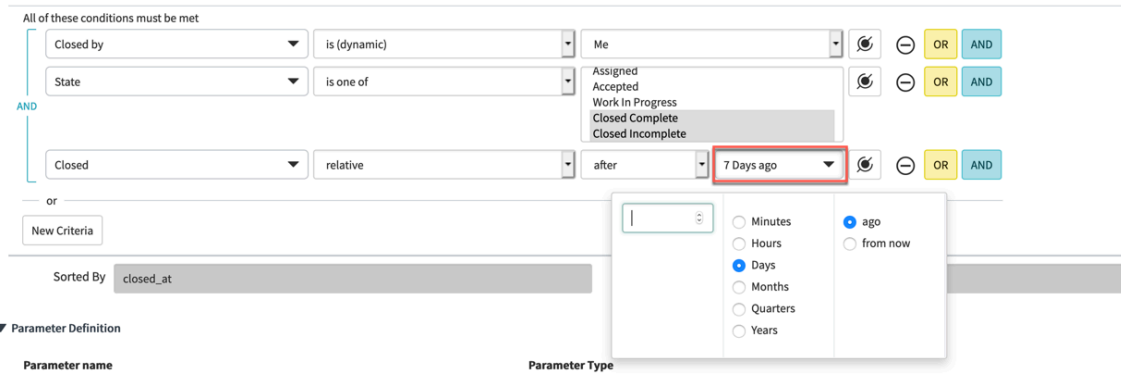 All of these conditions must be met
Closed by is (dynamic) Me OR AND
Assigned
State is one of Accepted OR AND
Work In Progress
AND
Closed Complete
Closed Incomplete
Closed relative after 7 Days ago OR AND
or
New Criteria
Minutes ago
Hours from now
Days
Months
Quarters
Years
Sorted By closed_at
Parameter Definition
Parameter name Parameter Type